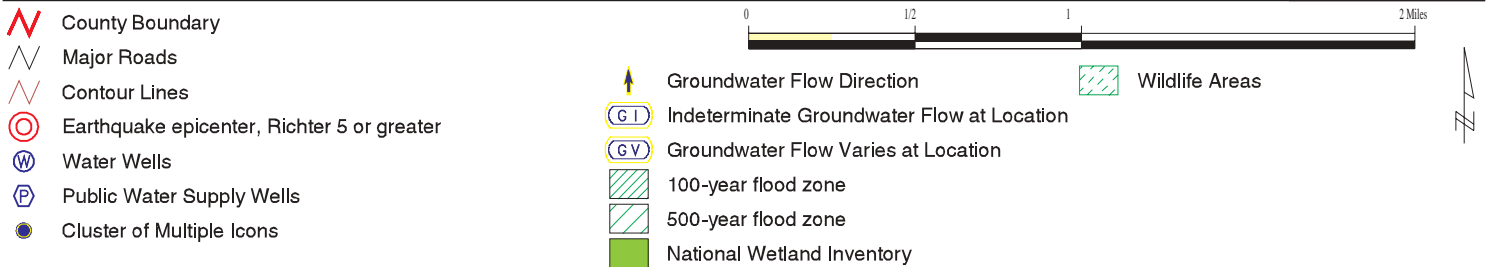 0 1/2 1 2 Miles
County Boundary
Major Roads
Contour Lines
Earthquake epicenter, Richter 5 or greater
W Water Wells
P Public Water Supply Wells
Cluster of Multiple Icons
Groundwater Flow Direction
G I Indeterminate Groundwater Flow at Location
G V Groundwater Flow Varies at Location
100-year flood zone
500-year flood zone
National Wetland Inventory
Wildlife Areas
N